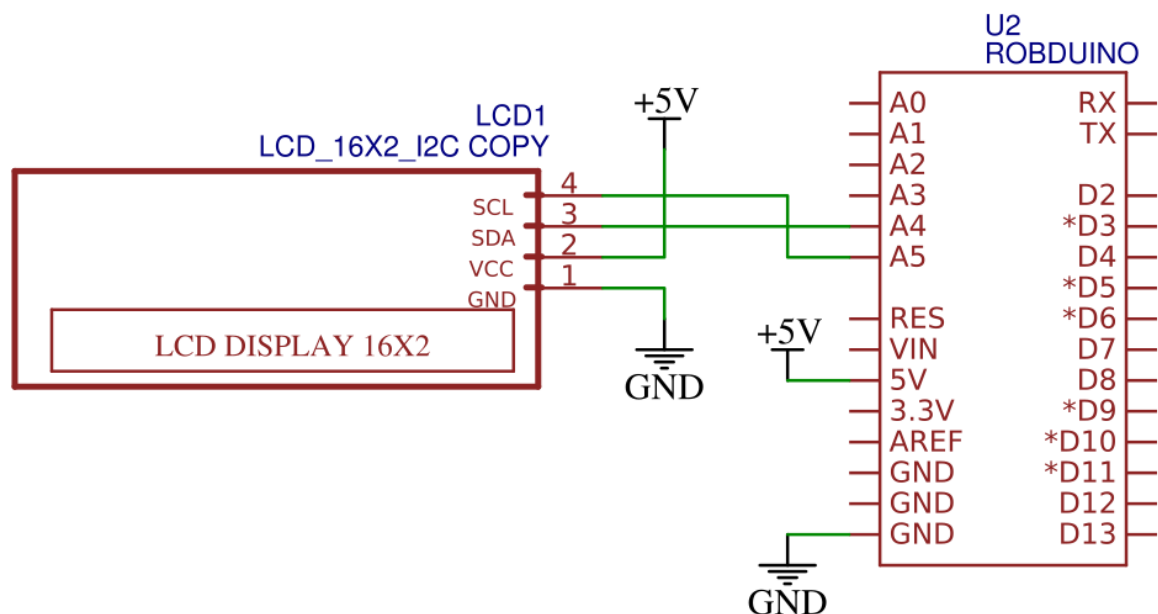 LCD1
LCD_16X2_I2C COPY
4
SCL
3
SDA
2
VCC
1
GND
LCD DISPLAY 16X2
+5V
GND
U2
ROBDUINO
A0 RX
A1 TX
A2
A3 D2
A4 *D3
A5 D4
*D5
RES *D6
VIN D7
5V D8
3.3V *D9
AREF *D10
GND *D11
GND D12
GND D13
+5V
GND